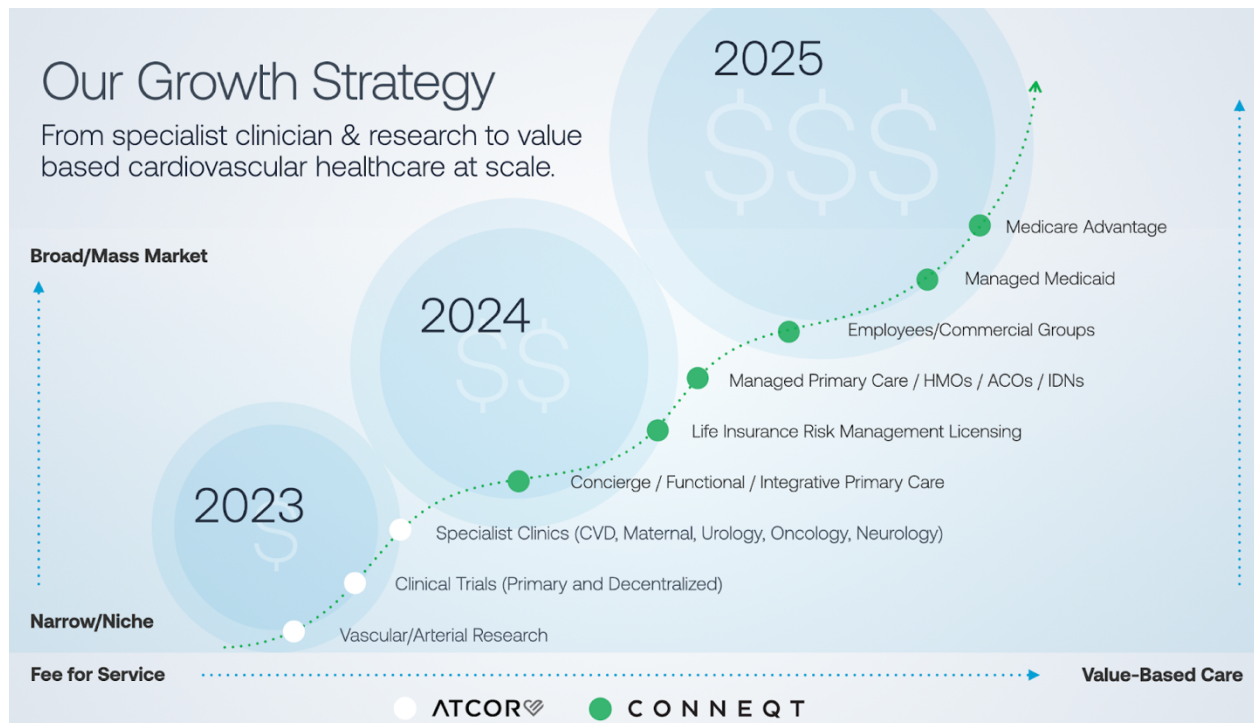 Our Growth Strategy
From specialist clinician & research to value
based cardiovascular healthcare at scale.
2025
$$$
Medicare Advantage
Broad/Mass Market
Managed Medicaid
2024
$$
Employees/Commercial Groups
Managed Primary Care / HMOs / ACOs / IDNs
Life Insurance Risk Management Licensing
Concierge / Functional / Integrative Primary Care
2023
$
Specialist Clinics (CVD, Maternal, Urology, Oncology, Neurology)
Clinical Trials (Primary and Decentralized)
Narrow/Niche
Vascular/Arterial Research
Fee for Service
Value-Based Care
ATCOR
CONNEQT